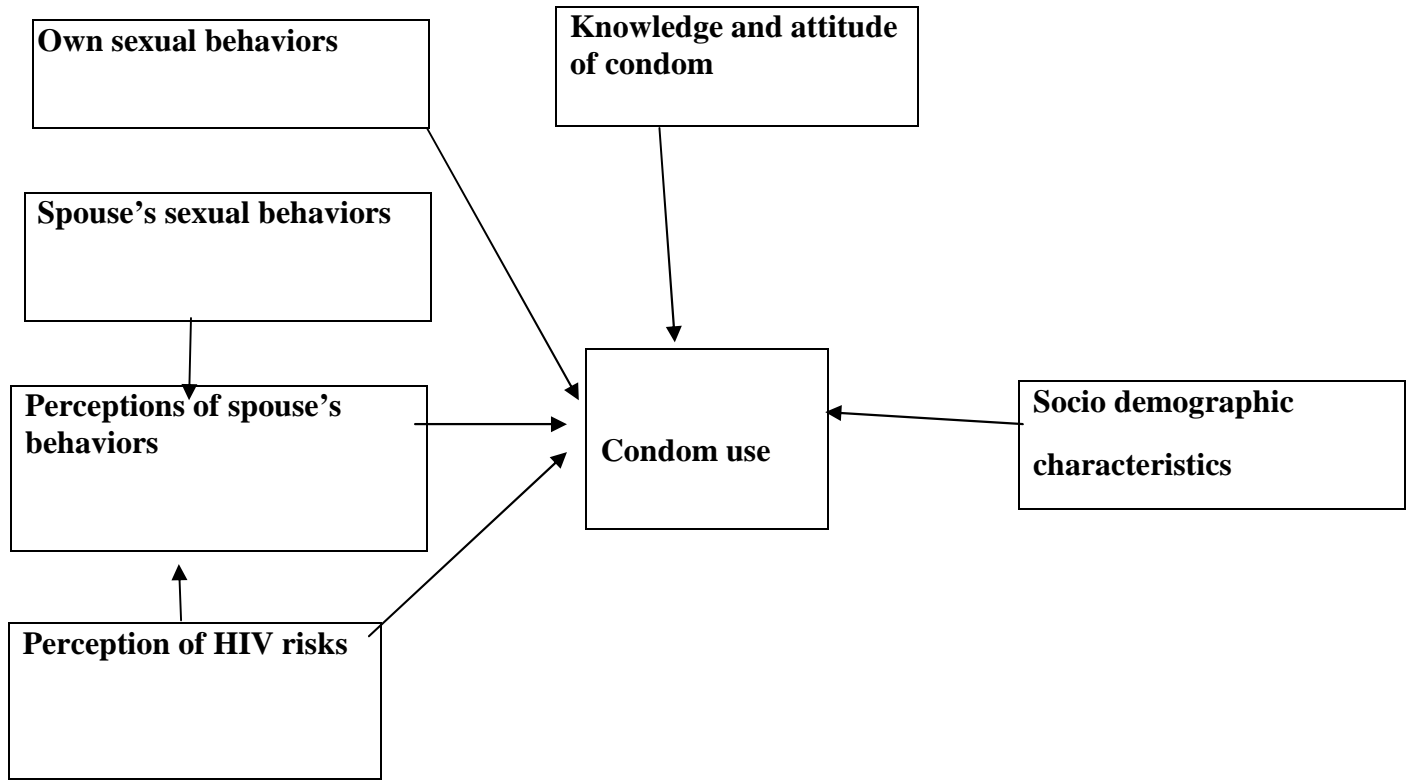 Own sexual behaviors
Knowledge and attitude
of condom
Spouse’s sexual behaviors
Perceptions of spouse’s
behaviors
Condom use
Socio demographic
characteristics
Perception of HIV risks